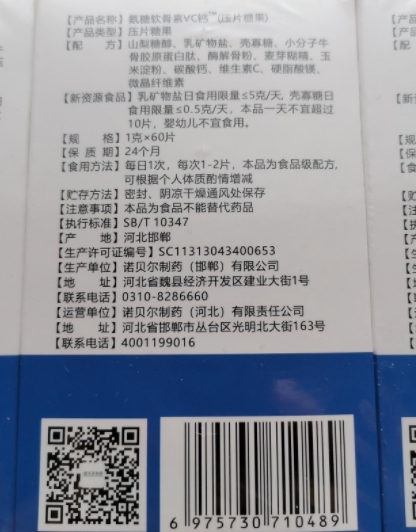 【产品名称】氨糖软骨素VC钙™(压片糖果)
【产品类型】压片糖果
【配　　方】山梨糖醇、乳矿物盐、壳寡糖、小分子牛
骨胶原蛋白肽、酶解骨粉、麦芽糊精、玉
米淀粉、碳酸钙、维生素C、硬脂酸镁、
微晶纤维素
【新资源食品】乳矿物盐日食用限量≤5克/天, 壳寡糖日
食用限量≤0.5克/天，本品一天不宜超过
10片，婴幼儿不宜食用。
【规　　格】1克×60片
【保 质 期】24个月
【食用方法】每日1次，每次1-2片，本品为食品级配方,
可根据个人体质酌情增减
【贮存方法】密封、阴凉干燥通风处保存
【注意事项】本品为食品不能替代药品
【执行标准】SB/T 10347
【产　　地】河北邯郸
【生产许可证编号】SC11313043400653
【生产单位】诺贝尔制药（邯郸）有限公司
【地　　址】河北省魏县经济开发区建业大街1号
【联系电话】0310-8286660
【运营单位】诺贝尔制药（河北）有限责任公司
【地　　址】河北省邯郸市丛台区光明北大街163号
【联系电话】4001199016
6 975730 710489